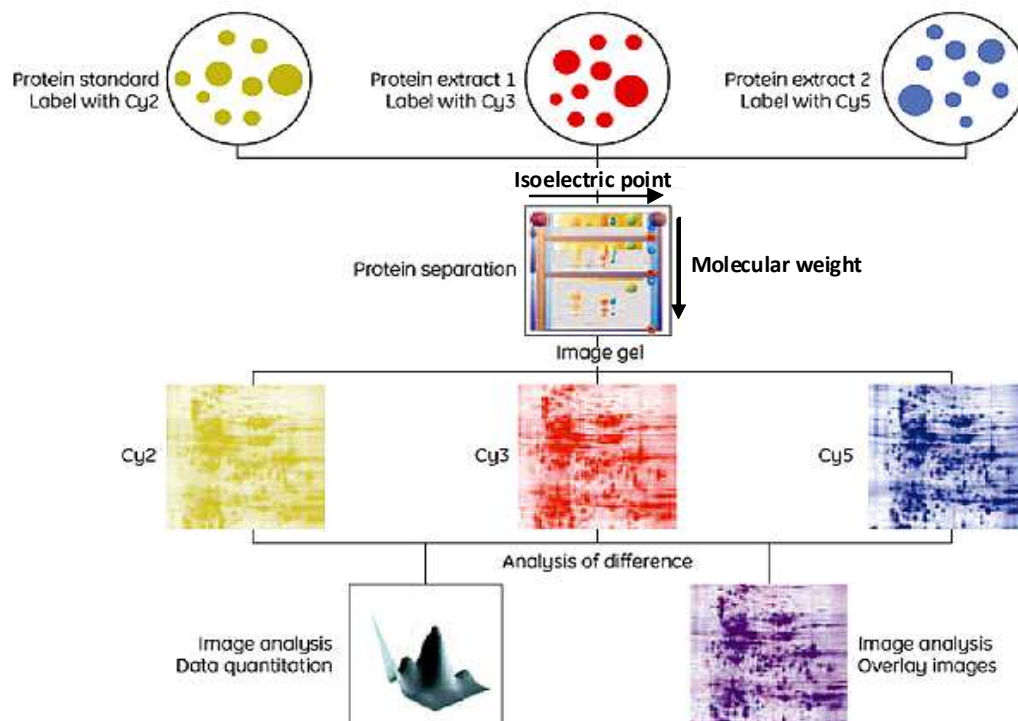 Protein standard
Label with Cy2
Protein extract 1
Label with Cy3
Protein extract 2
Label with Cy5
Isoelectric point
Protein separation
Molecular weight
Image gel
Cy2
Cy3
Cy5
Analysis of difference
Image analysis
Data quantitation
Image analysis
Overlay images